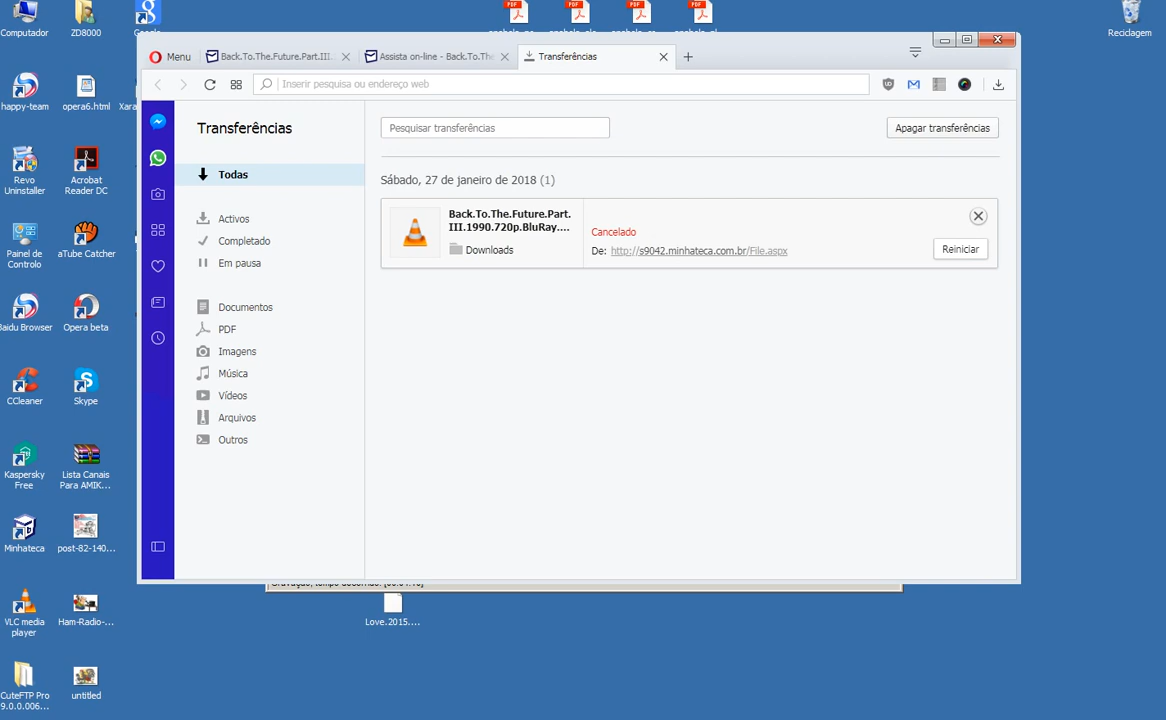 Computador
ZD8000
Google
Reciclagem
happy-team
opera6.html
Xara
Revo
Uninstaller
Acrobat
Reader DC
Painel de
Controlo
aTube Catcher
Baidu Browser
Opera beta
CCleaner
Skype
Kaspersky
Free
Lista Canais
Para AMIK...
Minhateca
post-82-140...
VLC media
player
Ham-Radio-...
CuteFTP Pro
9.0.0.006...
untitled
Menu
Back.To.The.Future.Part.III.
Assista on-line - Back.To.The
Transferências
Inserir pesquisa ou endereço web
Transferências
Todas
Activos
Completado
Em pausa
Documentos
PDF
Imagens
Música
Vídeos
Arquivos
Outros
Pesquisar transferências
Apagar transferências
Sábado, 27 de janeiro de 2018 (1)
Back.To.The.Future.Part.
III.1990.720p.BluRay....
Downloads
Cancelado
De: http://s9042.minhateca.com.br/File.aspx
Reiniciar
Love.2015....